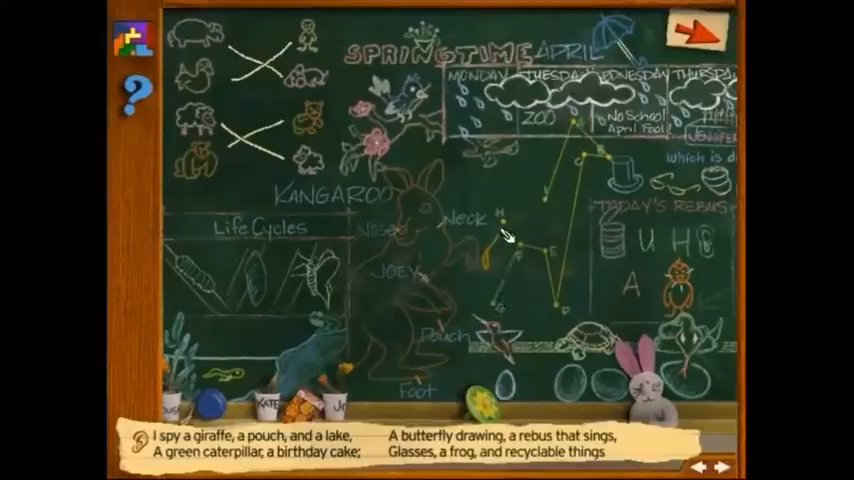 SPRINGTIME APRIL
MONDAY TUESDAY WEDNESDAY THURSDAY
ZOO
No School
April Fool!
which is d
KANGAROO
Life Cycles
Nose
Neck
JOEY
Pouch
Foot
TODAY'S REBUS
U H
A
H
I
B
C
E
F
G
D
KATE
JO
I spy a giraffe, a pouch, and a lake,
A green caterpillar, a birthday cake;
A butterfly drawing, a rebus that sings,
Glasses, a frog, and recyclable things